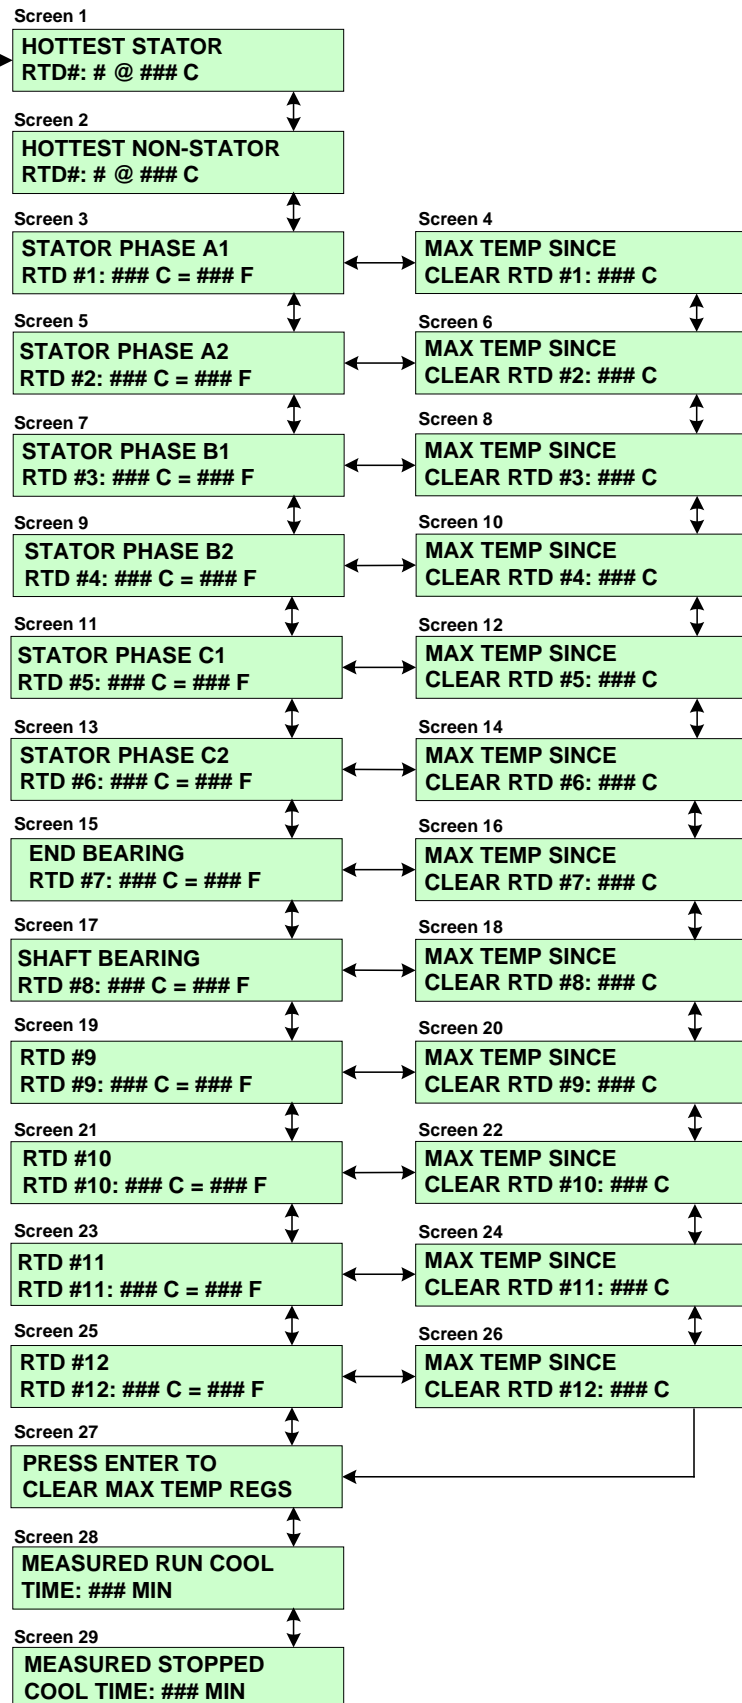 Screen 1
HOTTEST STATOR
RTD#: # @ ### C
Screen 2
HOTTEST NON-STATOR
RTD#: # @ ### C
Screen 3
STATOR PHASE A1
RTD #1: ### C = ### F
Screen 4
MAX TEMP SINCE
CLEAR RTD #1: ### C
Screen 5
STATOR PHASE A2
RTD #2: ### C = ### F
Screen 6
MAX TEMP SINCE
CLEAR RTD #2: ### C
Screen 7
STATOR PHASE B1
RTD #3: ### C = ### F
Screen 8
MAX TEMP SINCE
CLEAR RTD #3: ### C
Screen 9
STATOR PHASE B2
RTD #4: ### C = ### F
Screen 10
MAX TEMP SINCE
CLEAR RTD #4: ### C
Screen 11
STATOR PHASE C1
RTD #5: ### C = ### F
Screen 12
MAX TEMP SINCE
CLEAR RTD #5: ### C
Screen 13
STATOR PHASE C2
RTD #6: ### C = ### F
Screen 14
MAX TEMP SINCE
CLEAR RTD #6: ### C
Screen 15
END BEARING
RTD #7: ### C = ### F
Screen 16
MAX TEMP SINCE
CLEAR RTD #7: ### C
Screen 17
SHAFT BEARING
RTD #8: ### C = ### F
Screen 18
MAX TEMP SINCE
CLEAR RTD #8: ### C
Screen 19
RTD #9
RTD #9: ### C = ### F
Screen 20
MAX TEMP SINCE
CLEAR RTD #9: ### C
Screen 21
RTD #10
RTD #10: ### C = ### F
Screen 22
MAX TEMP SINCE
CLEAR RTD #10: ### C
Screen 23
RTD #11
RTD #11: ### C = ### F
Screen 24
MAX TEMP SINCE
CLEAR RTD #11: ### C
Screen 25
RTD #12
RTD #12: ### C = ### F
Screen 26
MAX TEMP SINCE
CLEAR RTD #12: ### C
Screen 27
PRESS ENTER TO
CLEAR MAX TEMP REGS
Screen 28
MEASURED RUN COOL
TIME: ### MIN
Screen 29
MEASURED STOPPED
COOL TIME: ### MIN